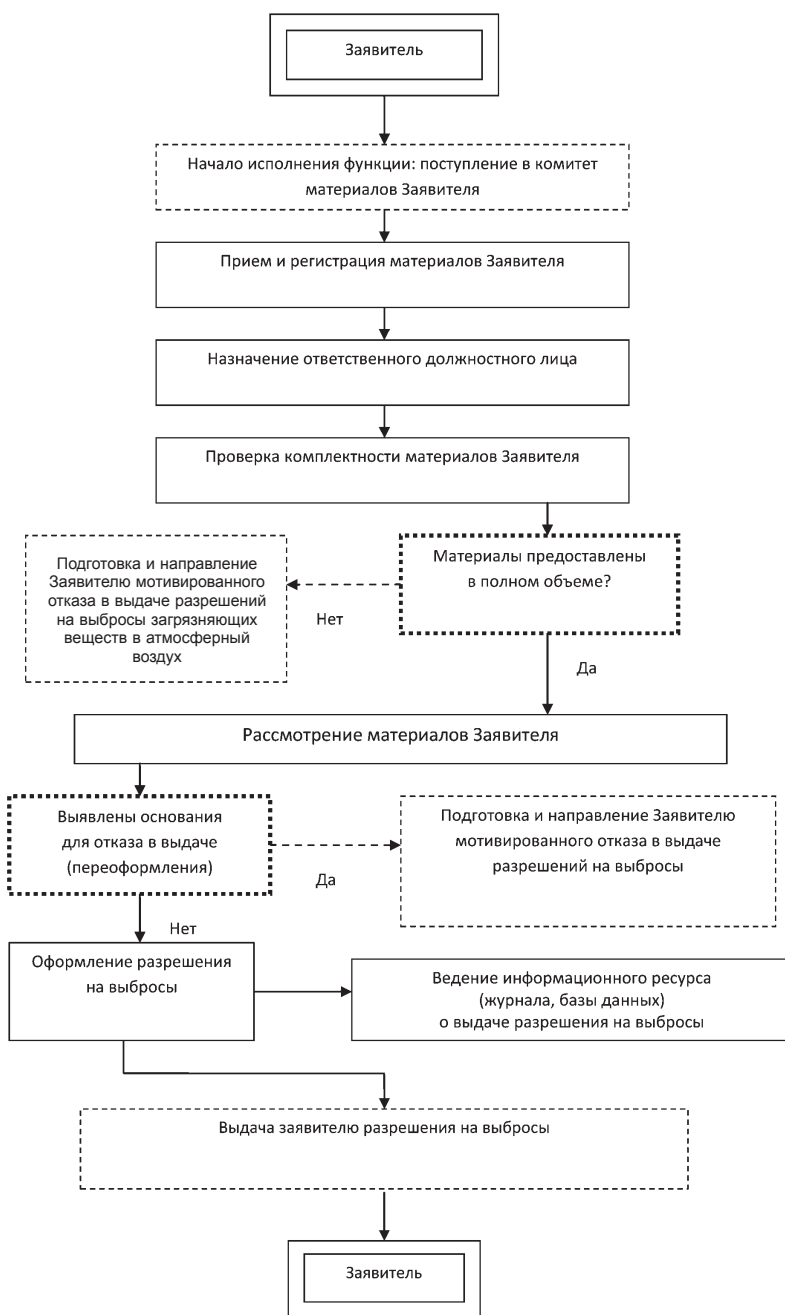 Заявитель
Начало исполнения функции: поступление в комитет
материалов Заявителя
Прием и регистрация материалов Заявителя
Назначение ответственного должностного лица
Проверка комплектности материалов Заявителя
Материалы предоставлены
в полном объеме?
Подготовка и направление
Заявителю мотивированного
отказа в выдаче разрешений
на выбросы загрязняющих
веществ в атмосферный
воздух
Нет
Да
Рассмотрение материалов Заявителя
Выявлены основания
для отказа в выдаче
(переоформления)
Да
Подготовка и направление Заявителю
мотивированного отказа в выдаче
разрешений на выбросы
Нет
Оформление разрешения
на выбросы
Ведение информационного ресурса
(журнала, базы данных)
о выдаче разрешения на выбросы
Выдача заявителю разрешения на выбросы
Заявитель